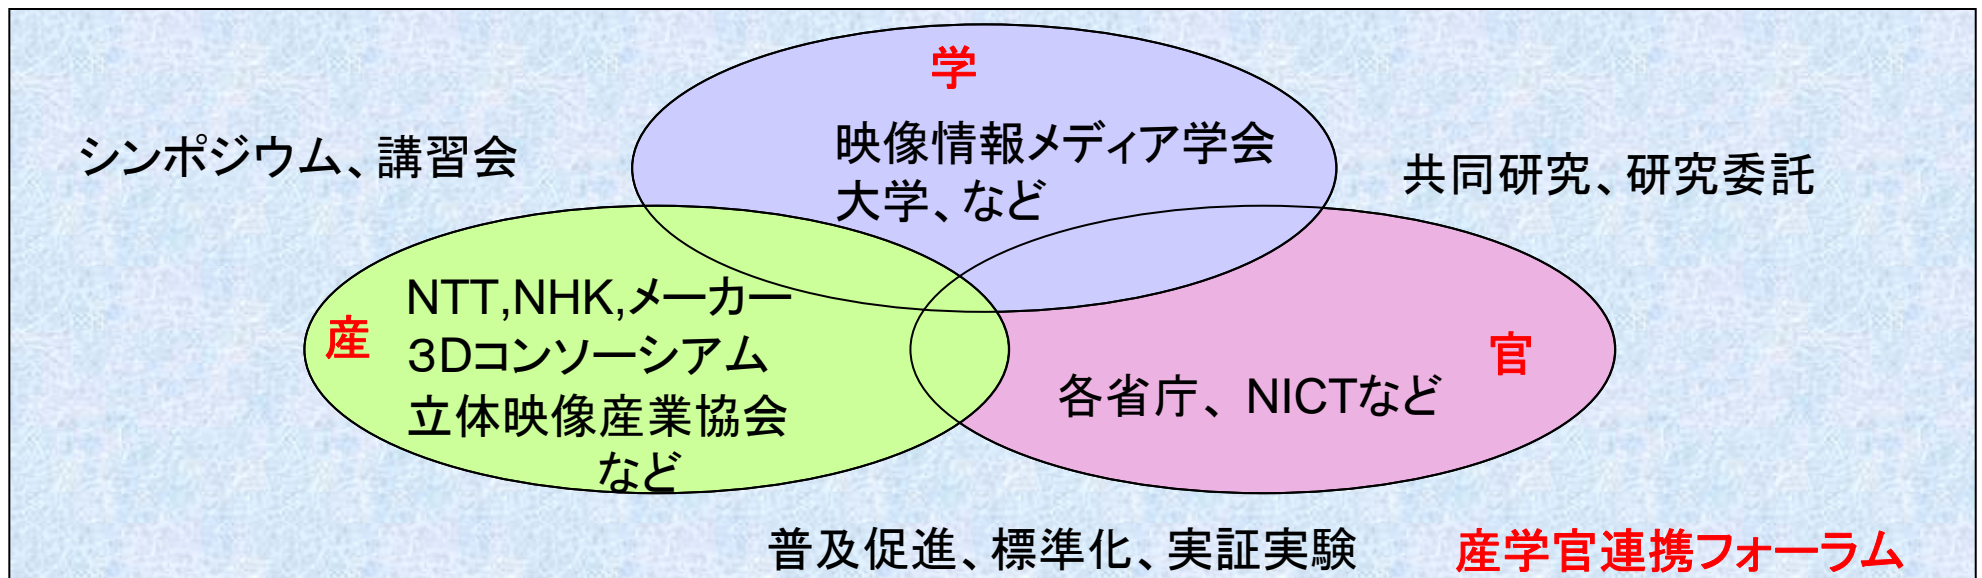 学
映像情報メディア学会
大学、など
シンポジウム、講習会
共同研究、研究委託
産
NTT,NHK,メーカー
３Dコンソーシアム
立体映像産業協会
など
官
各省庁、NICTなど
普及促進、標準化、実証実験
産学官連携フォーラム